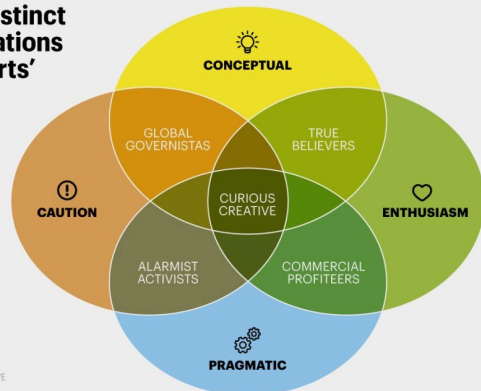 stinct
ations
rts’
CONCEPTUAL
GLOBAL
GOVERNISTAS
TRUE
BELIEVERS
CAUTION
CURIOUS
CREATIVE
ENTHUSIASM
ALARMIST
ACTIVISTS
COMMERCIAL
PROFITEERS
PRAGMATIC